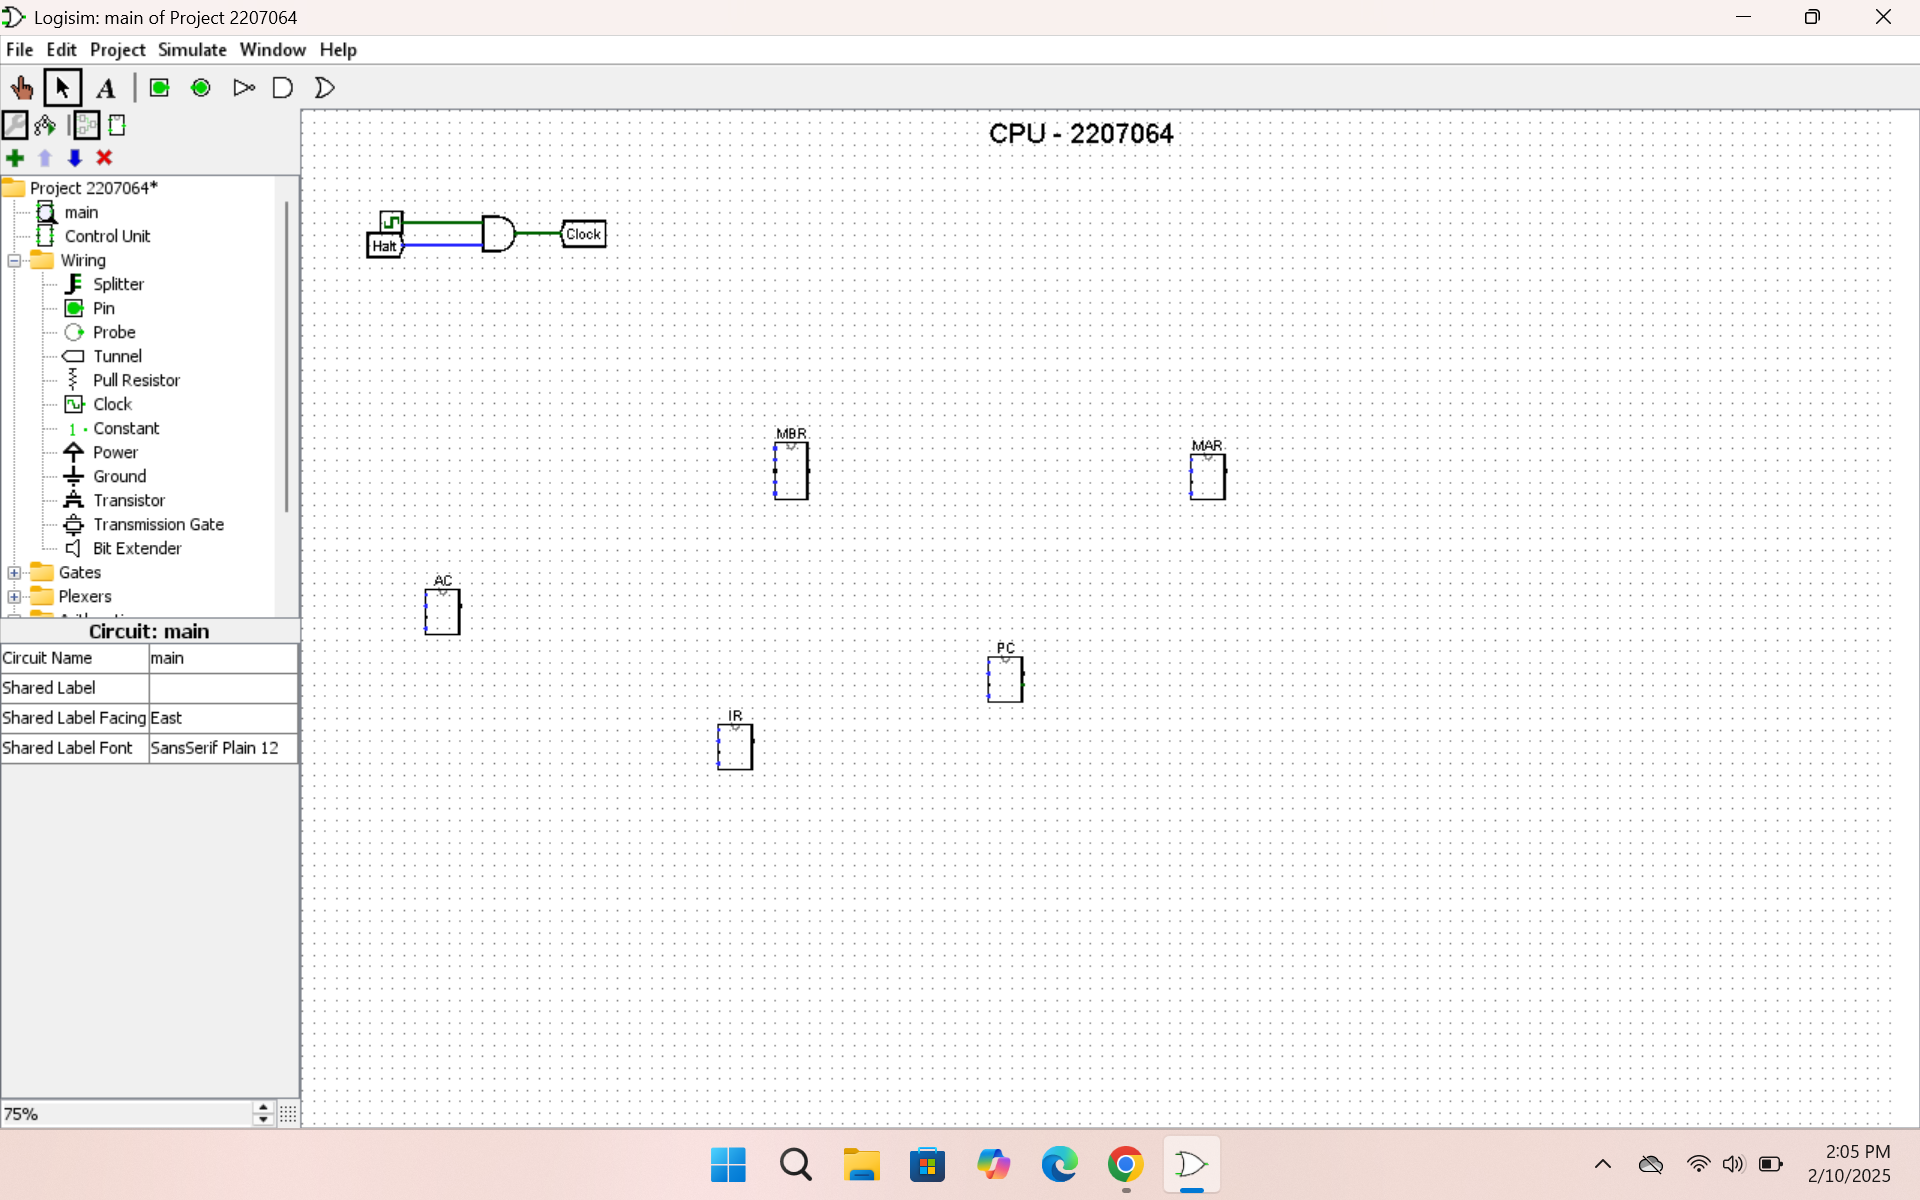 Logisim: main of Project 2207064
File Edit Project Simulate Window Help
A
Project 2207064*
main
Control Unit
Wiring
Splitter
Pin
Probe
Tunnel
Pull Resistor
Clock
1 Constant
Power
Ground
Transistor
Transmission Gate
Bit Extender
Gates
Plexers
Circuit: main
Circuit Name main
Shared Label
Shared Label Facing East
Shared Label Font SansSerif Plain 12
75%
CPU - 2207064
Halt
Clock
MBR
MAR
AC
PC
IR
2:05 PM
2/10/2025